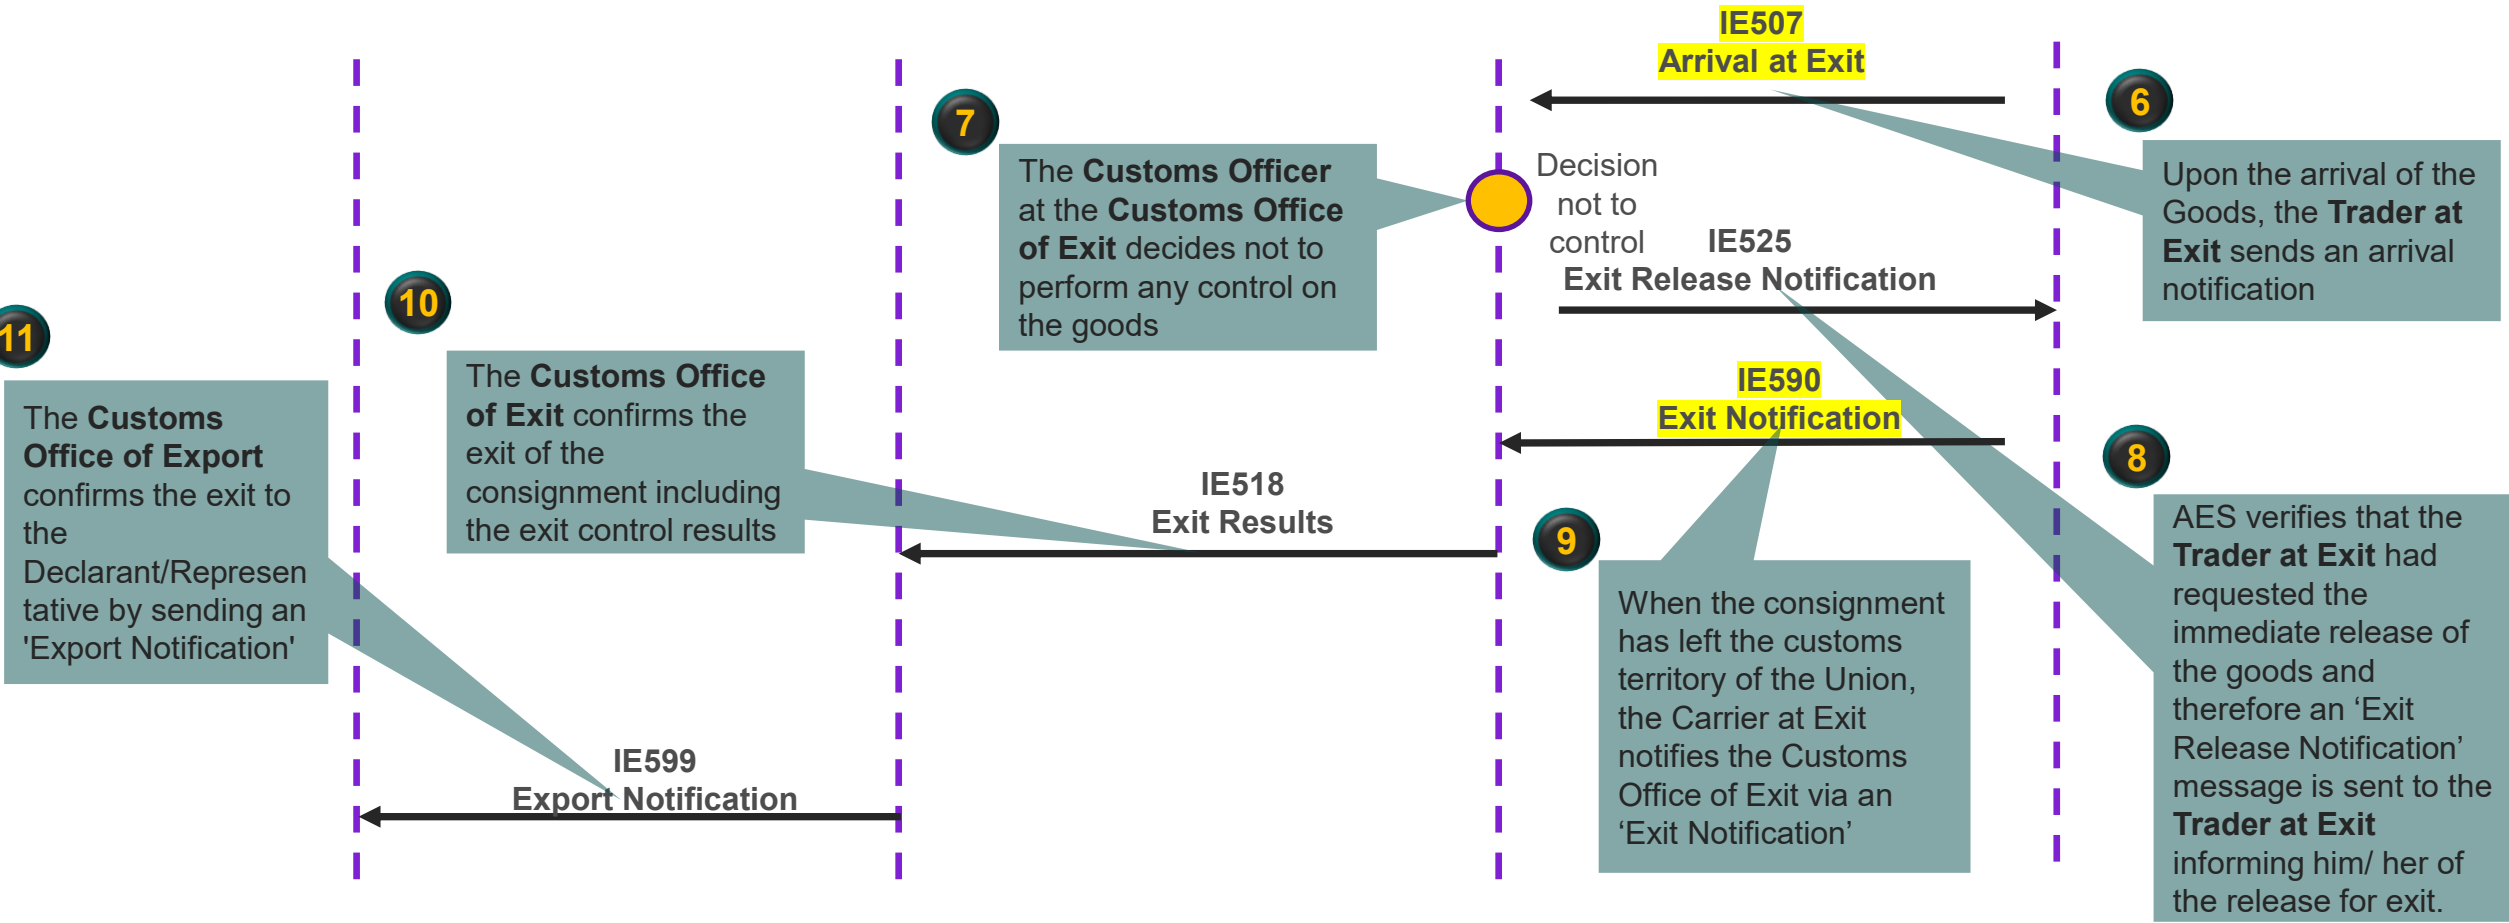 IE507
Arrival at Exit
6
Upon the arrival of the
Goods, the Trader at
Exit sends an arrival
notification
7
The Customs Officer
at the Customs Office
of Exit decides not to
perform any control on
the goods
Decision
not to
control
IE525
Exit Release Notification
8
AES verifies that the
Trader at Exit had
requested the
immediate release of
the goods and
therefore an ‘Exit
Release Notification’
message is sent to the
Trader at Exit
informing him/ her of
the release for exit.
IE590
Exit Notification
9
When the consignment
has left the customs
territory of the Union,
the Carrier at Exit
notifies the Customs
Office of Exit via an
‘Exit Notification’
10
The Customs Office
of Exit confirms the
exit of the
consignment including
the exit control results
IE518
Exit Results
11
The Customs
Office of Export
confirms the exit to
the
Declarant/Represen
tative by sending an
'Export Notification'
IE599
Export Notification